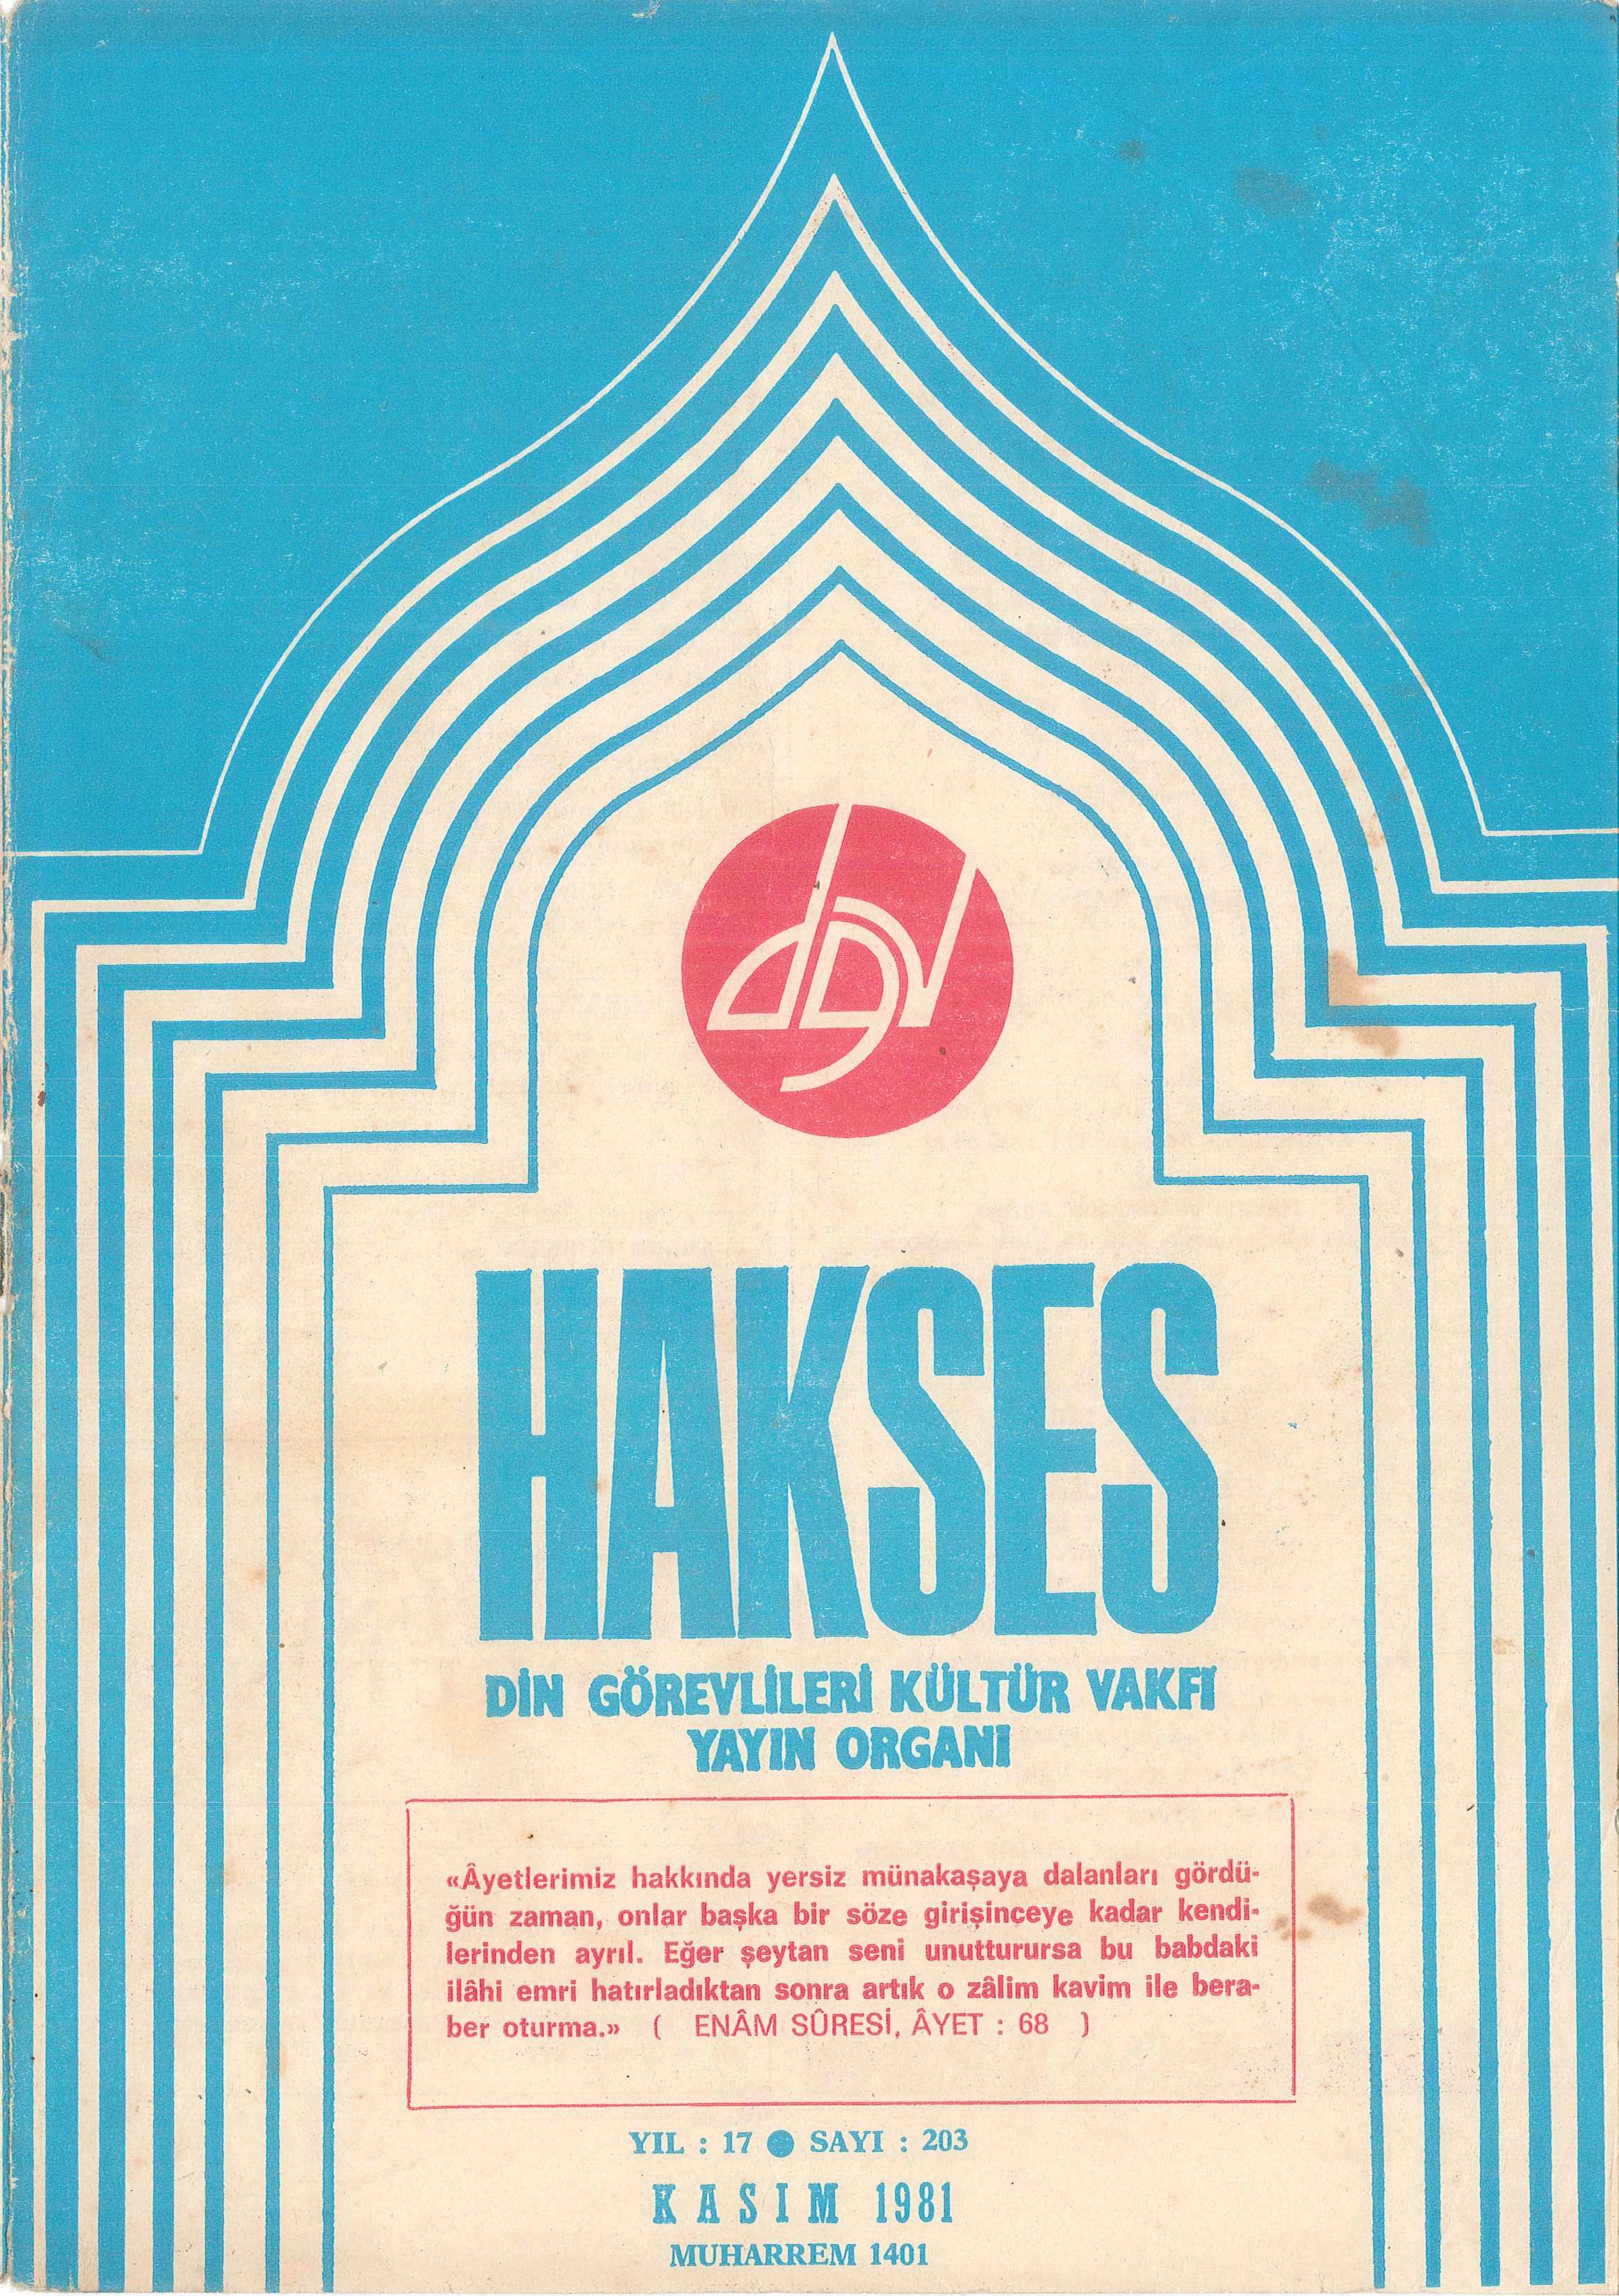 dgv
HAKSES
DİN GÖREVLİLERİ KÜLTÜR VAKFI
YAYIN ORGANI
«Âyetlerimiz hakkında yersiz münakaşaya dalanları gördü-
ğün zaman, onlar başka bir söze girişinceye kadar kendi-
lerinden ayrıl. Eğer şeytan seni unutturursa bu babdaki
ilâhi emri hatırladıktan sonra artık o zâlim kavim ile bera-
ber oturma.» ( ENÂM SÛRESİ, ÂYET : 68 )
YIL : 17 ● SAYI : 203
KASIM 1981
MUHARREM 1401